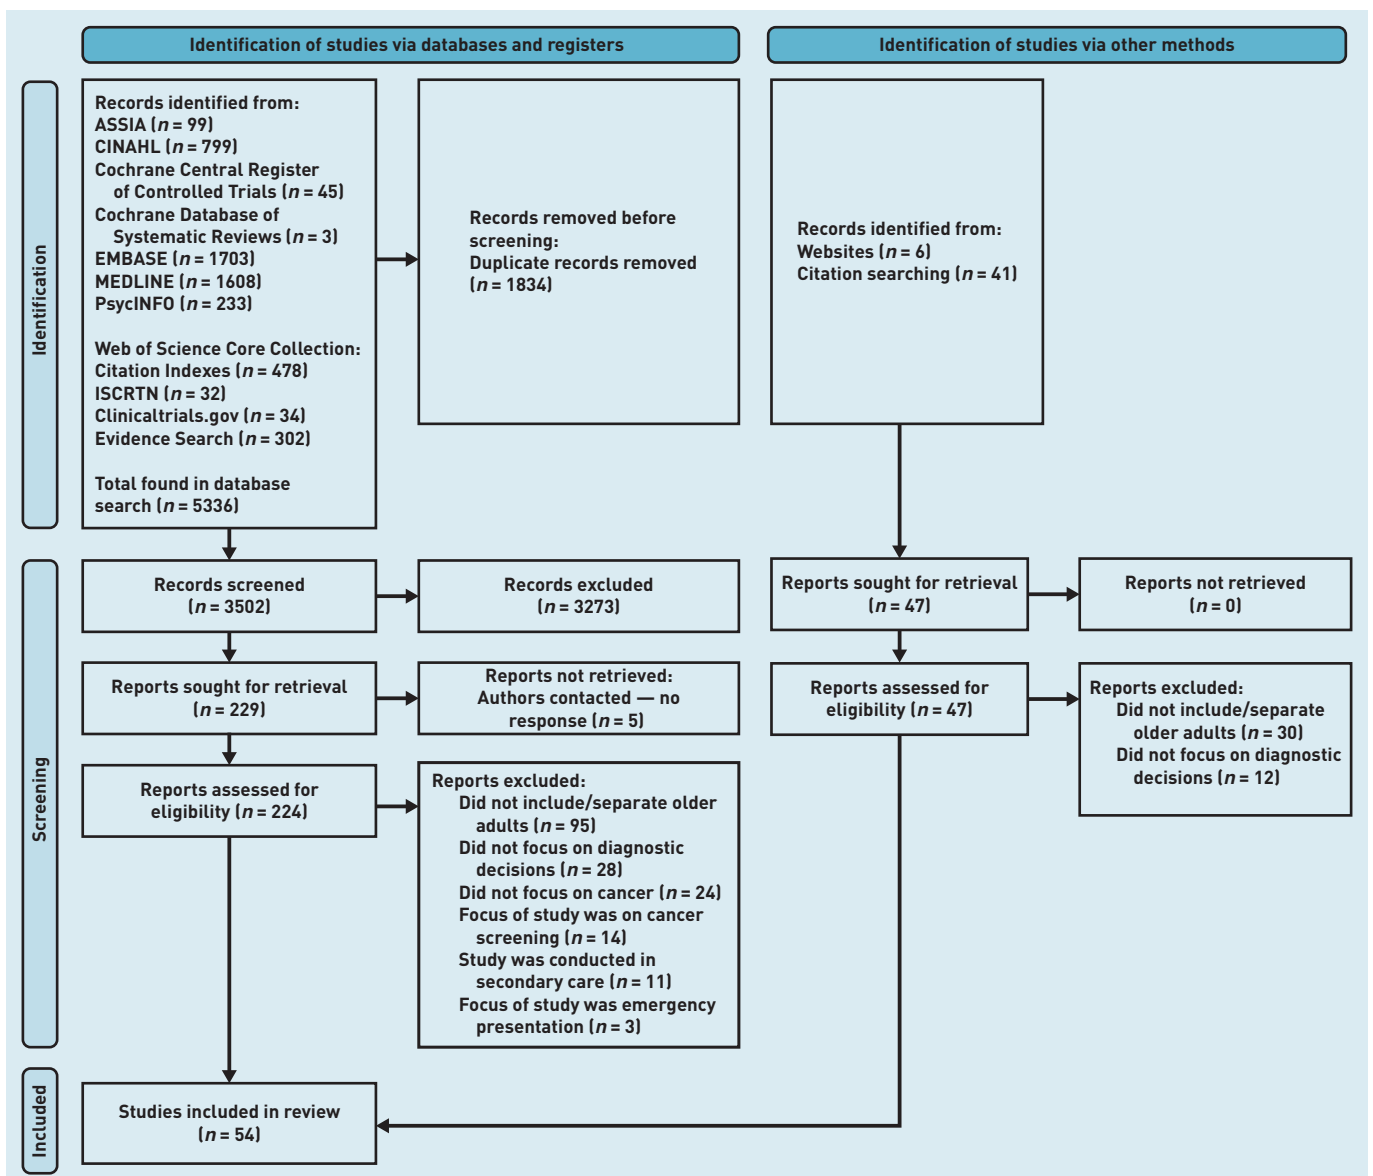 Identification of studies via databases and registers
Identification of studies via other methods
Identification
Records identified from:
ASSIA (n = 99)
CINAHL (n = 799)
Cochrane Central Register
of Controlled Trials (n = 45)
Cochrane Database of
Systematic Reviews (n = 3)
EMBASE (n = 1703)
MEDLINE (n = 1608)
PsycINFO (n = 233)
Web of Science Core Collection:
Citation Indexes (n = 478)
ISCRTN (n = 32)
Clinicaltrials.gov (n = 34)
Evidence Search (n = 302)
Total found in database
search (n = 5336)
Records removed before
screening:
Duplicate records removed
(n = 1834)
Records identified from:
Websites (n = 6)
Citation searching (n = 41)
Screening
Records screened
(n = 3502)
Records excluded
(n = 3273)
Reports sought for retrieval
(n = 47)
Reports not retrieved
(n = 0)
Reports sought for retrieval
(n = 229)
Reports not retrieved:
Authors contacted — no
response (n = 5)
Reports assessed for
eligibility (n = 47)
Reports excluded:
Did not include/separate
older adults (n = 30)
Did not focus on diagnostic
decisions (n = 12)
Reports assessed for
eligibility (n = 224)
Reports excluded:
Did not include/separate older
adults (n = 95)
Did not focus on diagnostic
decisions (n = 28)
Did not focus on cancer (n = 24)
Focus of study was on cancer
screening (n = 14)
Study was conducted in
secondary care (n = 11)
Focus of study was emergency
presentation (n = 3)
Included
Studies included in review
(n = 54)